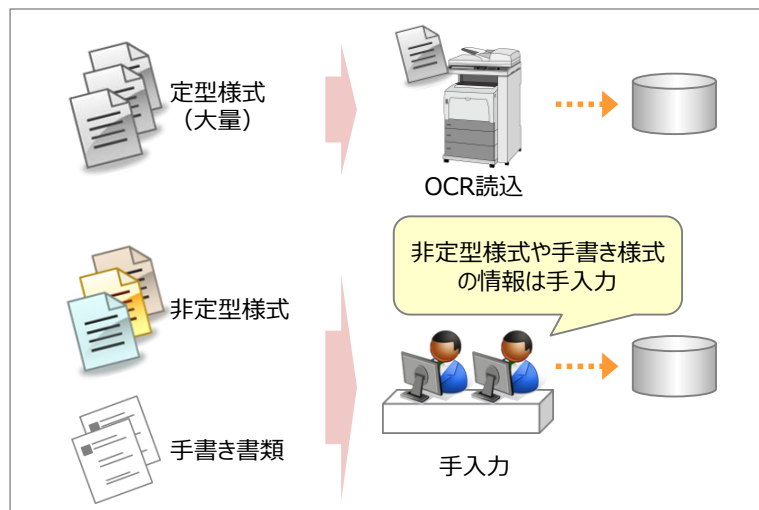 定型様式
（大量）
OCR読込
非定型様式や手書き様式
の情報は手入力
非定型様式
手書き書類
手入力